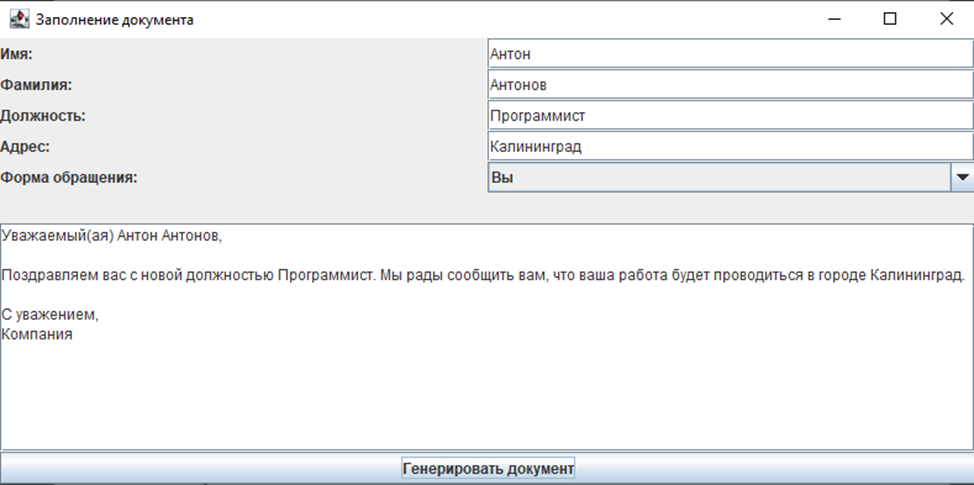 Заполнение документа
Имя: Антон
Фамилия: Антонов
Должность: Программист
Адрес: Калининград
Форма обращения: Вы
Уважаемый(ая) Антон Антонов,
Поздравляем вас с новой должностью Программист. Мы рады сообщить вам, что ваша работа будет проводиться в городе Калининград.
С уважением,
Компания
Генерировать документ